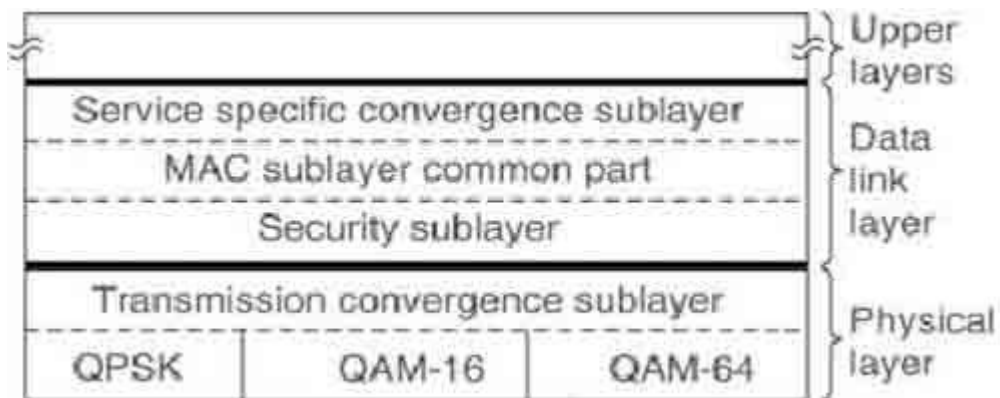 Upper
layers
Service specific convergence sublayer
MAC sublayer common part
Security sublayer
Data
link
layer
Transmission convergence sublayer
QPSK QAM-16 QAM-64
Physical
layer